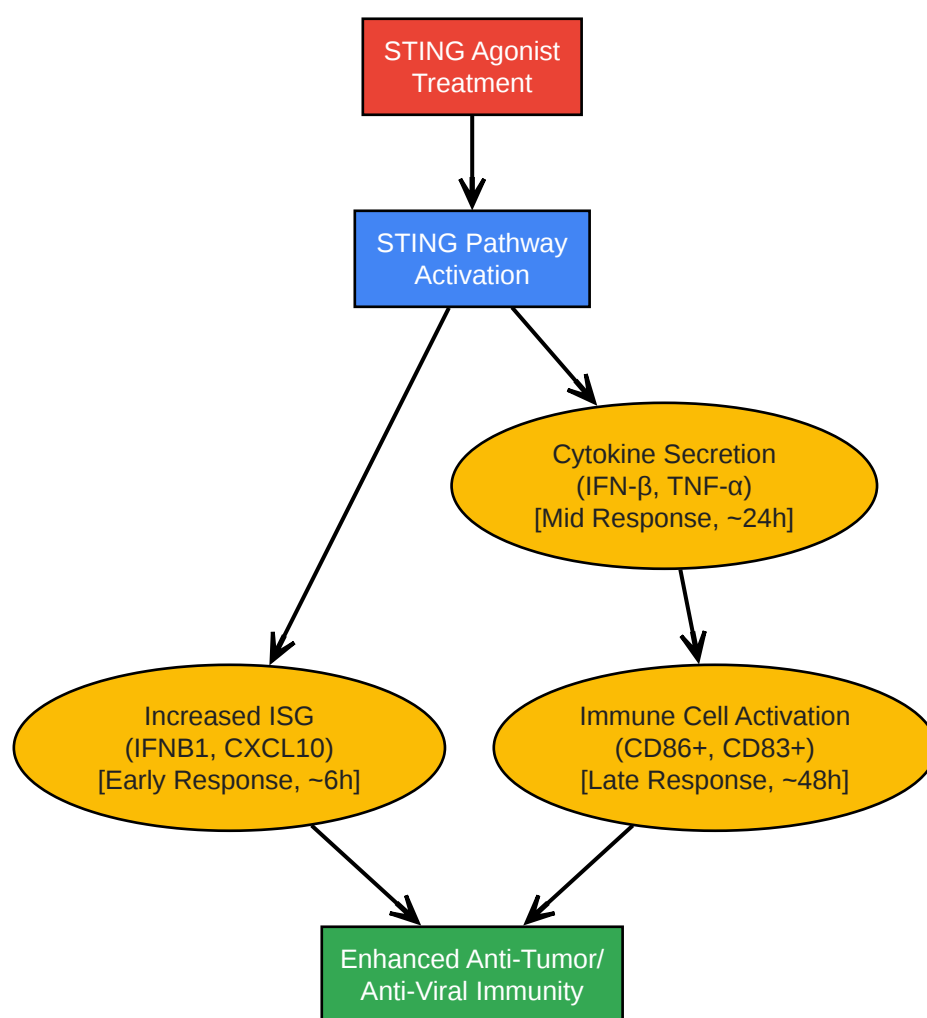 STING Agonist
Treatment
STING Pathway
Activation
Cytokine Secretion
(IFN-β, TNF-α)
[Mid Response, ~24h]
Increased ISG
(IFNB1, CXCL10)
[Early Response, ~6h]
Immune Cell Activation
(CD86+, CD83+)
[Late Response, ~48h]
Enhanced Anti-Tumor/
Anti-Viral Immunity